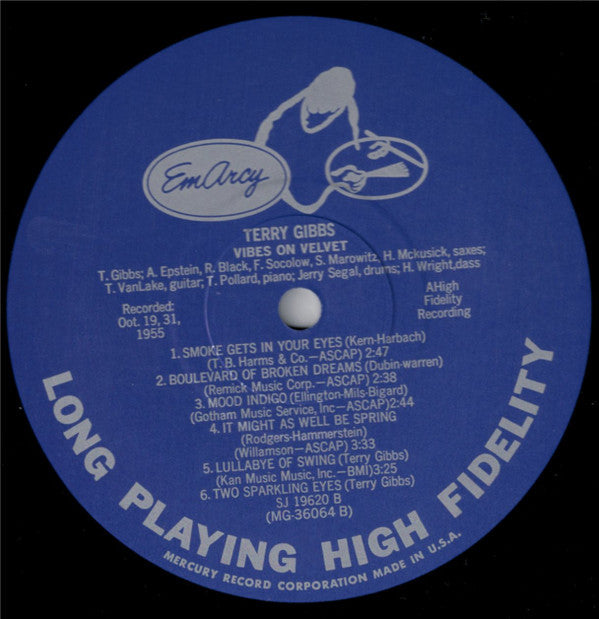 EmArcy
TERRY GIBBS
VIBES ON VELVET
T. Gibbs; A. Epstein, R. Black, F. Socolow, S. Marowitz, H. Mckusick, saxes;
T. VanLake, guitar; T. Pollard, piano; Jerry Segal, drums; H. Wright,dass
Recorded:
Oot. 19,31,
1955
AHigh
Fidelity
Recording
1. SMOKE GETS IN YOUR EYES (Kern-Harbach)
(T. B. Harms & Co.—ASCAP) 2:47
2. BOULEVARD OF BROKEN DREAMS (Dubin-warren)
(Remick Music Corp.—ASCAP) 2:38
3. MOOD INDIGO (Ellington-Mils-Bigard)
(Gotham Music Service, Inc—ASCAP)2:44
4. IT MIGHT AS WELL BE SPRING
(Rodgers-Hammerstein)
(Willamson—ASCAP) 3:33
5. LULLABYE OF SWING (Terry Gibbs)
(Kan Music Music, Inc.—BMI)3:25
6. TWO SPARKLING EYES (Terry Gibbs)
SJ 19620 B
(MG-36064 B)
LONG PLAYING HIGH FIDELITY
MERCURY RECORD CORPORATION MADE IN U.S.A.